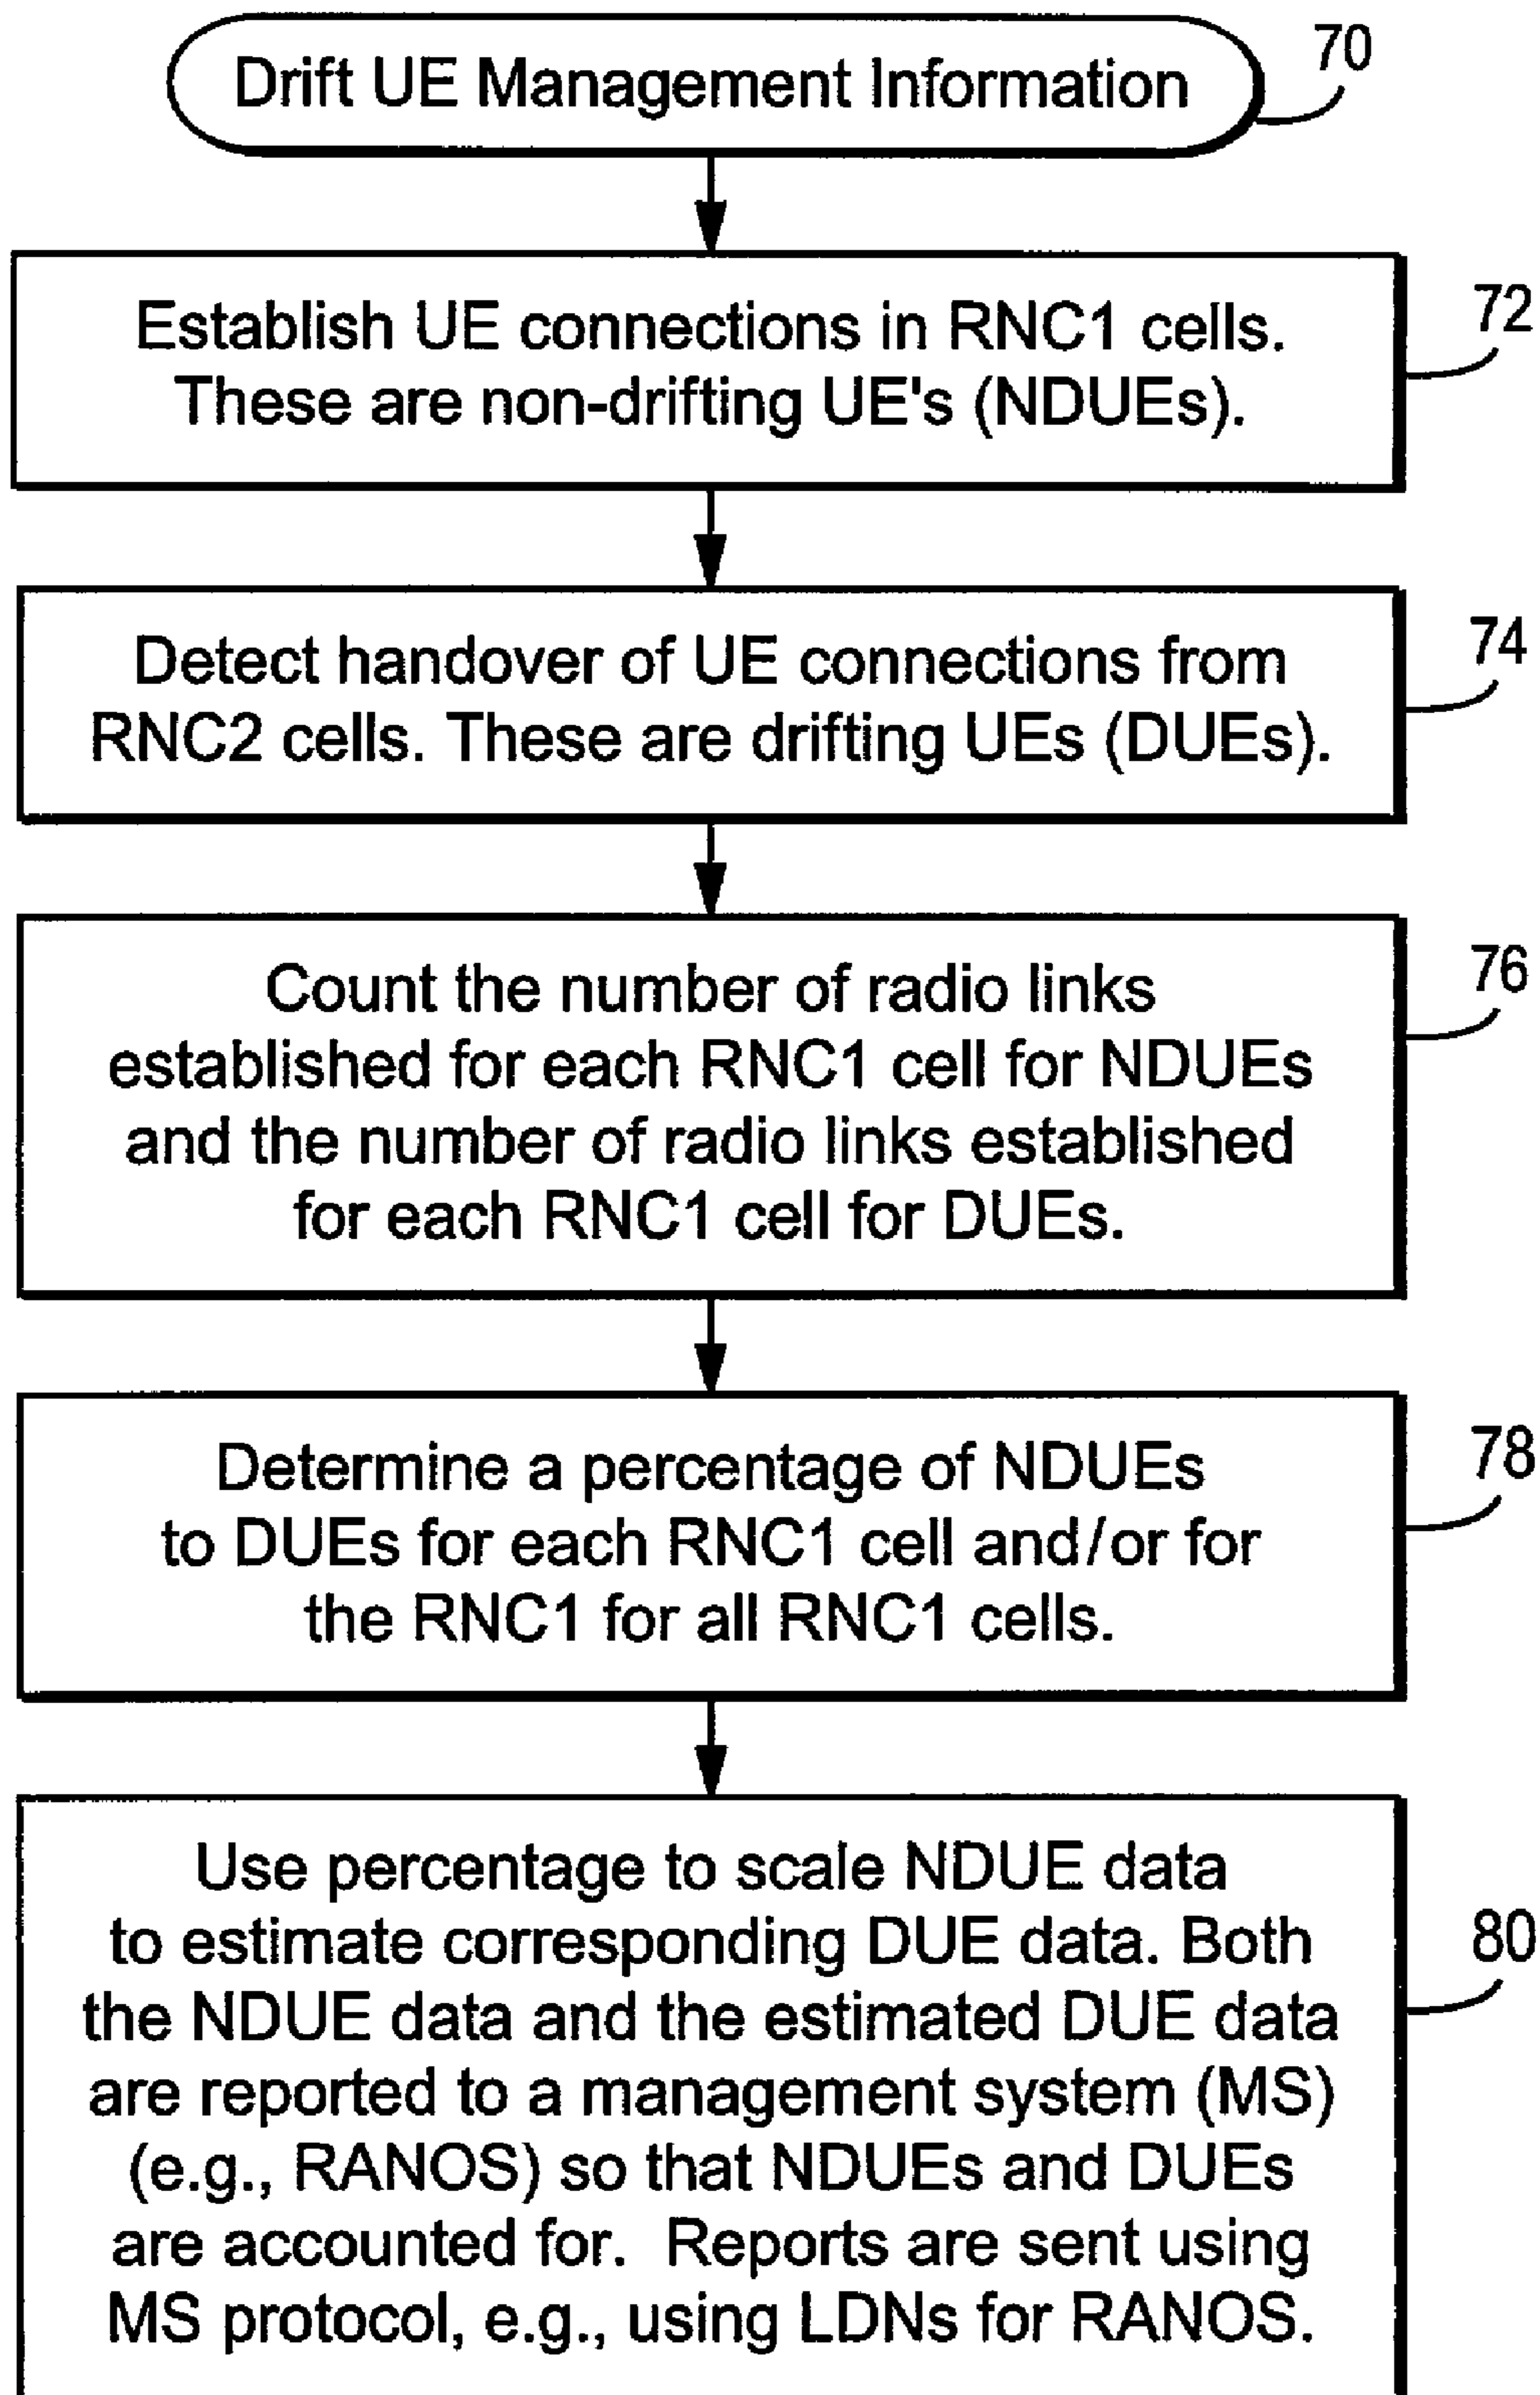 Drift UE Management Information
70
Establish UE connections in RNC1 cells.
These are non-drifting UE's (NDUEs).
72
Detect handover of UE connections from
RNC2 cells. These are drifting UEs (DUEs).
74
Count the number of radio links
established for each RNC1 cell for NDUEs
and the number of radio links established
for each RNC1 cell for DUEs.
76
Determine a percentage of NDUEs
to DUEs for each RNC1 cell and/or for
the RNC1 for all RNC1 cells.
78
Use percentage to scale NDUE data
to estimate corresponding DUE data. Both
the NDUE data and the estimated DUE data
are reported to a management system (MS)
(e.g., RANOS) so that NDUEs and DUEs
are accounted for. Reports are sent using
MS protocol, e.g., using LDNs for RANOS.
80